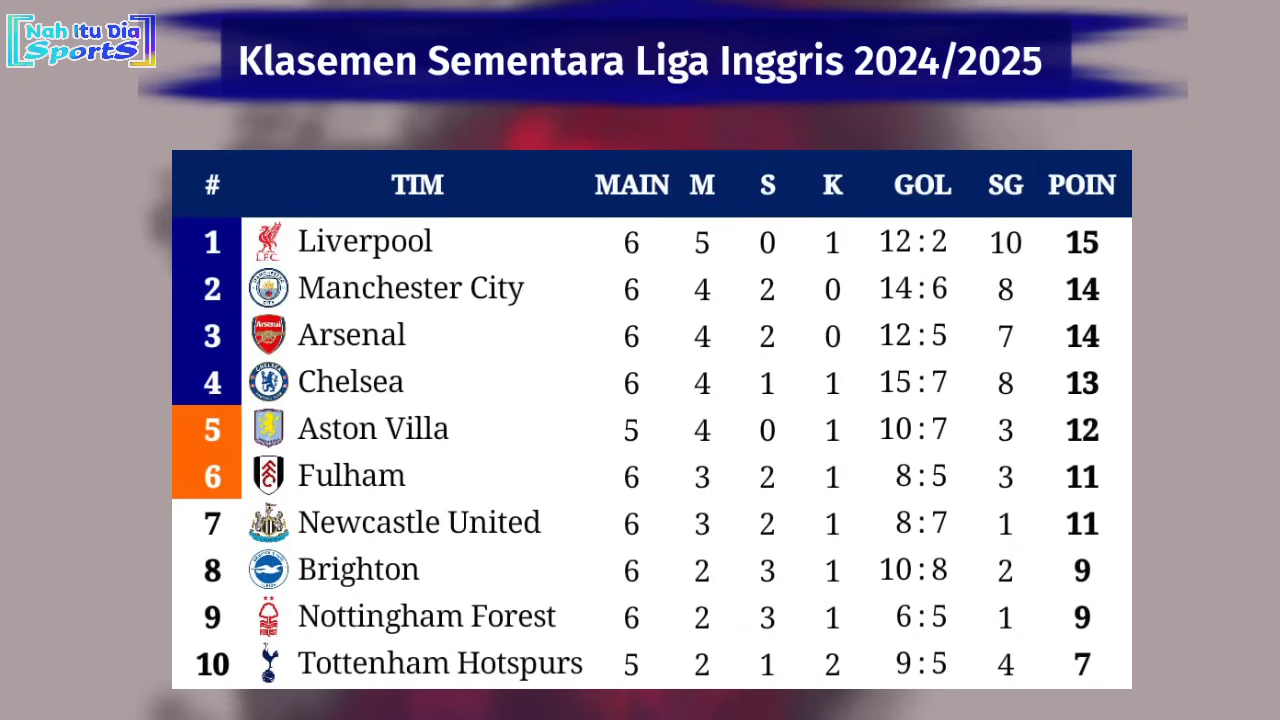 Nah Itu Dia
Sports
Klasemen Sementara Liga Inggris 2024/2025
# TIM MAIN M S K GOL SG POIN
1 Liverpool 6 5 0 1 12:2 10 15
2 Manchester City 6 4 2 0 14:6 8 14
3 Arsenal 6 4 2 0 12:5 7 14
4 Chelsea 6 4 1 1 15:7 8 13
5 Aston Villa 5 4 0 1 10:7 3 12
6 Fulham 6 3 2 1 8:5 3 11
7 Newcastle United 6 3 2 1 8:7 1 11
8 Brighton 6 2 3 1 10:8 2 9
9 Nottingham Forest 6 2 3 1 6:5 1 9
10 Tottenham Hotspurs 5 2 1 2 9:5 4 7